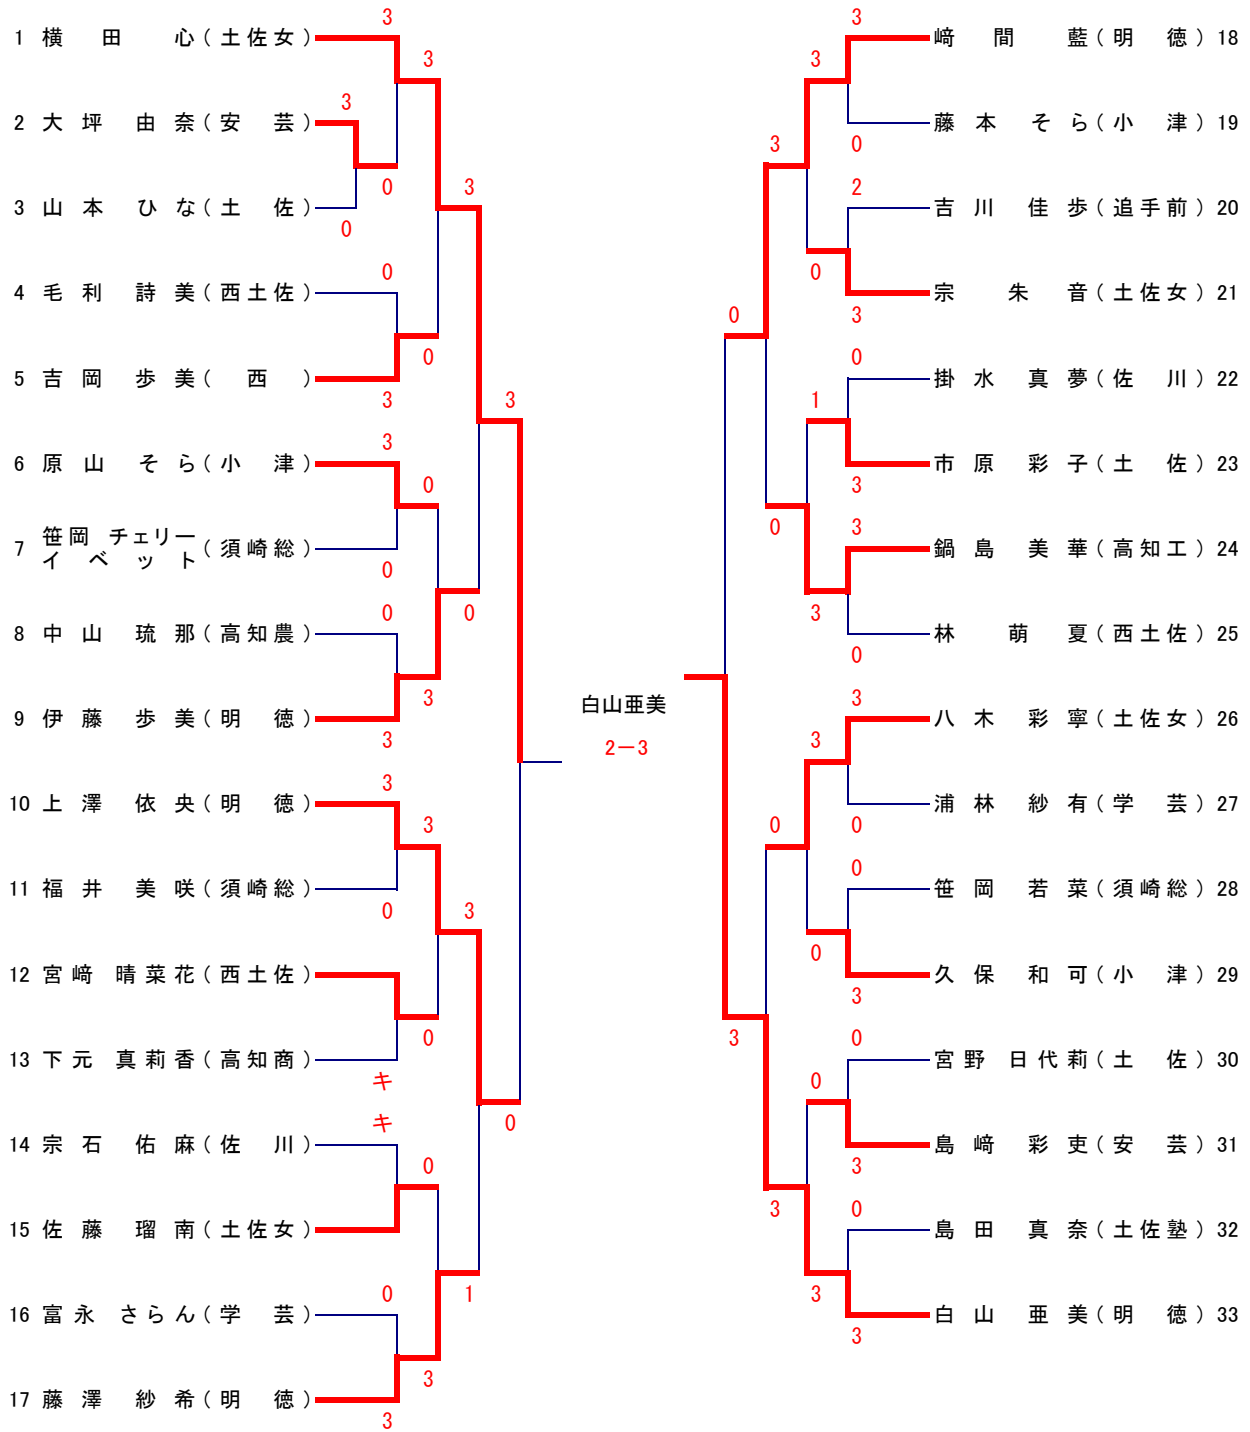 1 横田 心(土佐女)
3
3
2 大坪 由奈(安芸)
3
0
3 山本 ひな(土佐)
0
3
4 毛利 詩美(西土佐)
0
0
5 吉岡 歩美(西)
3
3
6 原山 そら(小津)
3
0
7 笹岡 チェリー
イベット(須崎総)
0
0
8 中山 琉那(高知農)
0
3
9 伊藤 歩美(明徳)
3
10 上澤 依央(明徳)
3
3
11 福井 美咲(須崎総)
0
3
12 宮﨑 晴菜花(西土佐)
0
13 下元 真莉香(高知商)
キ
0
14 宗石 佑麻(佐川)
キ
0
15 佐藤 瑠南(土佐女)
16 富永 さらん(学芸)
0
1
3
17 藤澤 紗希(明徳)
3
白山亜美
2－3
3
﨑間 藍(明徳) 18
3
藤本 そら(小津) 19
0
3
吉川 佳歩(追手前) 20
2
0
宗 朱音(土佐女) 21
3
0
掛水 真夢(佐川) 22
0
1
市原 彩子(土佐) 23
3
0
鍋島 美華(高知工) 24
3
3
林 萌夏(西土佐) 25
0
八木 彩寧(土佐女) 26
3
3
浦林 紗有(学芸) 27
0
0
笹岡 若菜(須崎総) 28
0
0
久保 和可(小津) 29
3
3
宮野 日代莉(土佐) 30
0
0
島﨑 彩吏(安芸) 31
3
3
島田 真奈(土佐塾) 32
0
3
白山 亜美(明徳) 33
3